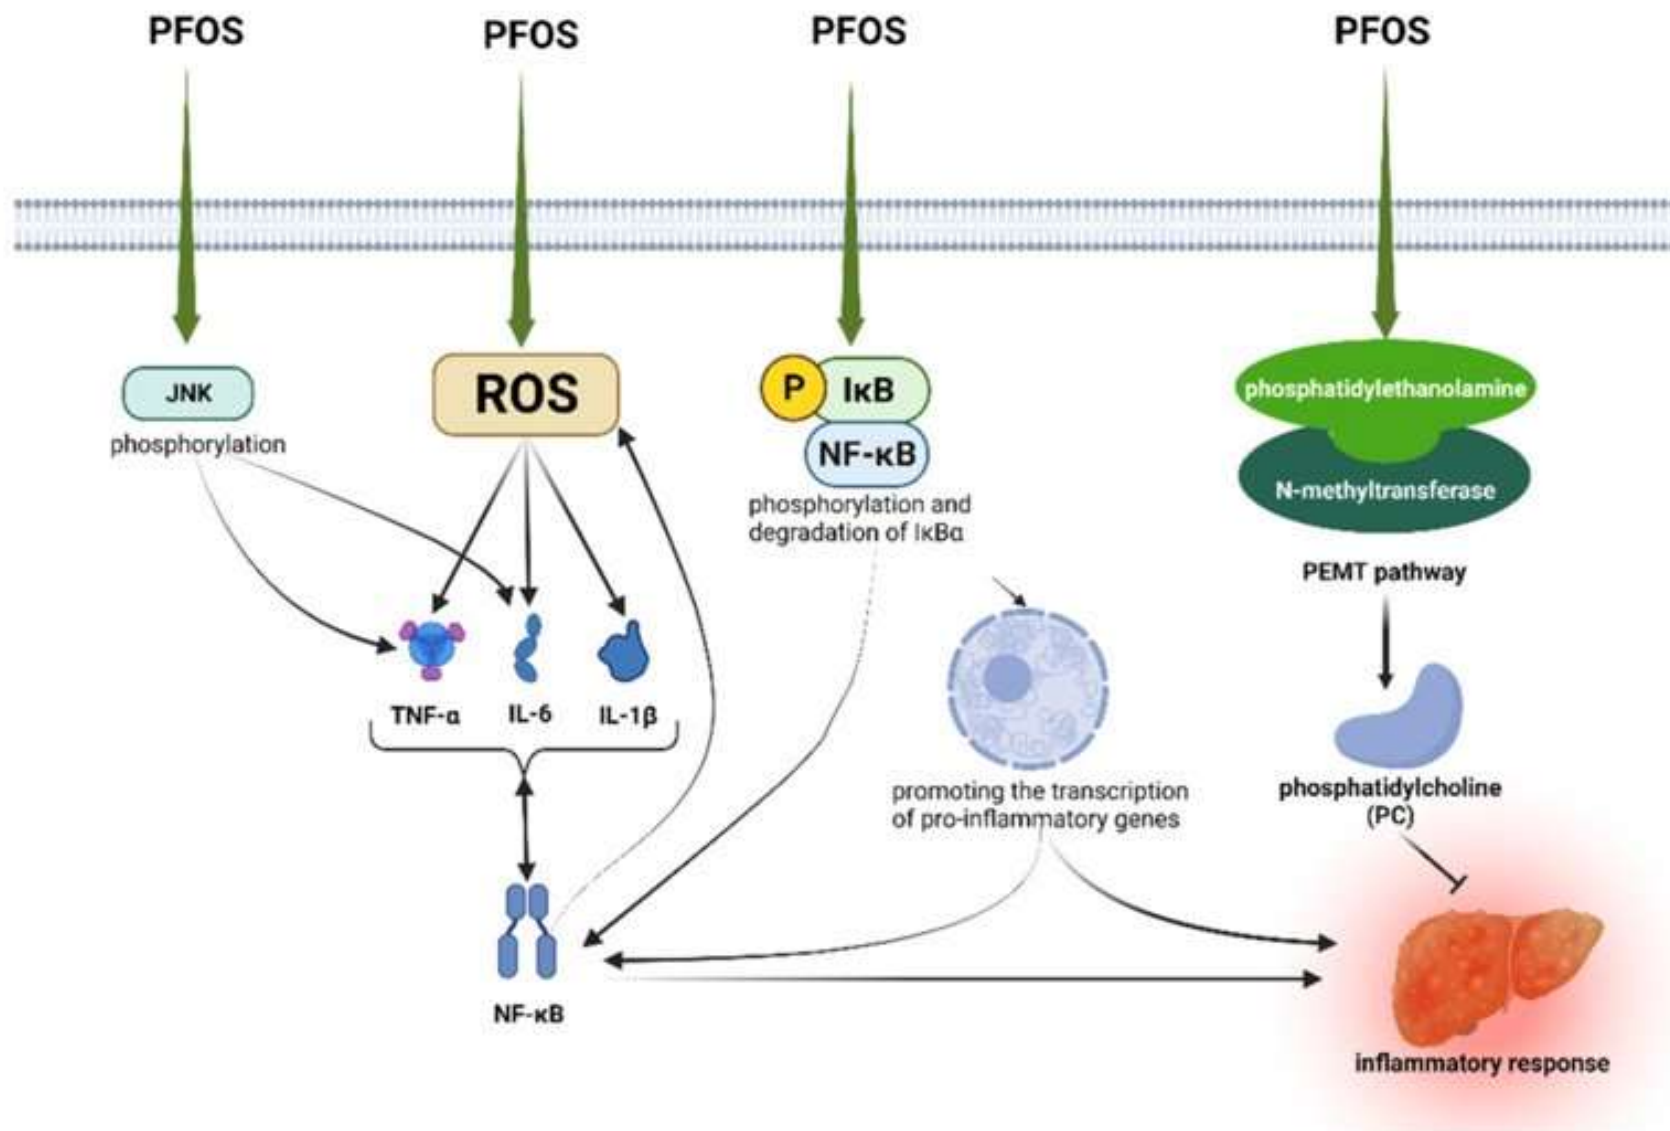 PFOS
PFOS
PFOS
PFOS
JNK
phosphorylation
ROS
P
IκB
NF-κB
phosphorylation and
degradation of IκBα
phosphatidylethanolamine
N-methyltransferase
PEMT pathway
TNF-α
IL-6
IL-1β
promoting the transcription
of pro-inflammatory genes
phosphatidylcholine
(PC)
NF-κB
inflammatory response